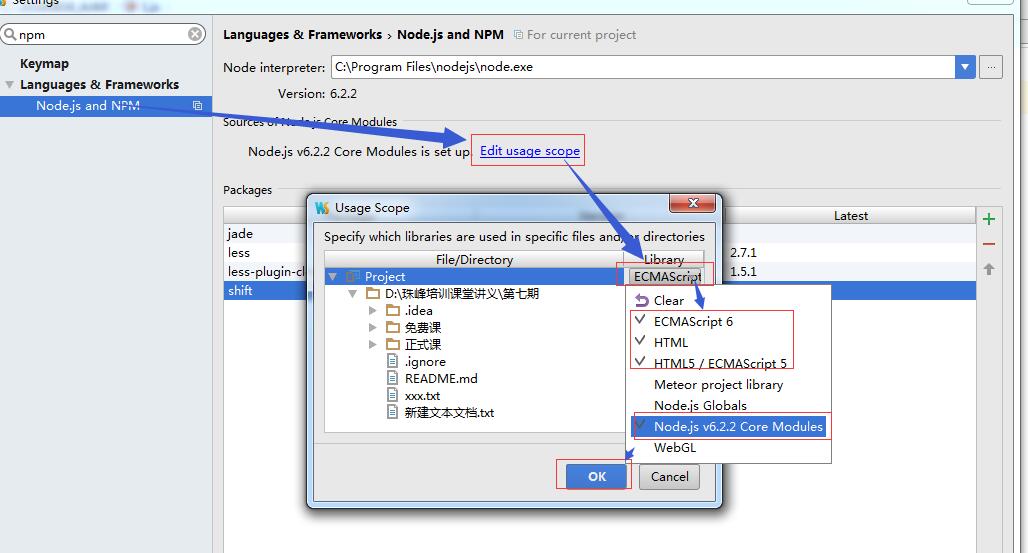 Settings
npm
Keymap
Languages & Frameworks
Node.js and NPM
Languages & Frameworks › Node.js and NPM For current project
Node interpreter: C:\Program Files\nodejs\node.exe ...
Version: 6.2.2
Sources of Node.js Core Modules
Node.js v6.2.2 Core Modules is set up. Edit usage scope
Packages
Latest
jade
less 2.7.1
less-plugin-cl 1.5.1
shift
WS Usage Scope
Specify which libraries are used in specific files and/or directories
File/Directory Library
Project ECMAScript
D:\珠峰培训课堂讲义\第七期
.idea
免费课
正式课
.ignore
README.md
xxx.txt
新建文本文档.txt
Clear
ECMAScript 6
HTML
HTML5 / ECMAScript 5
Meteor project library
Node.js Globals
Node.js v6.2.2 Core Modules
WebGL
OK Cancel